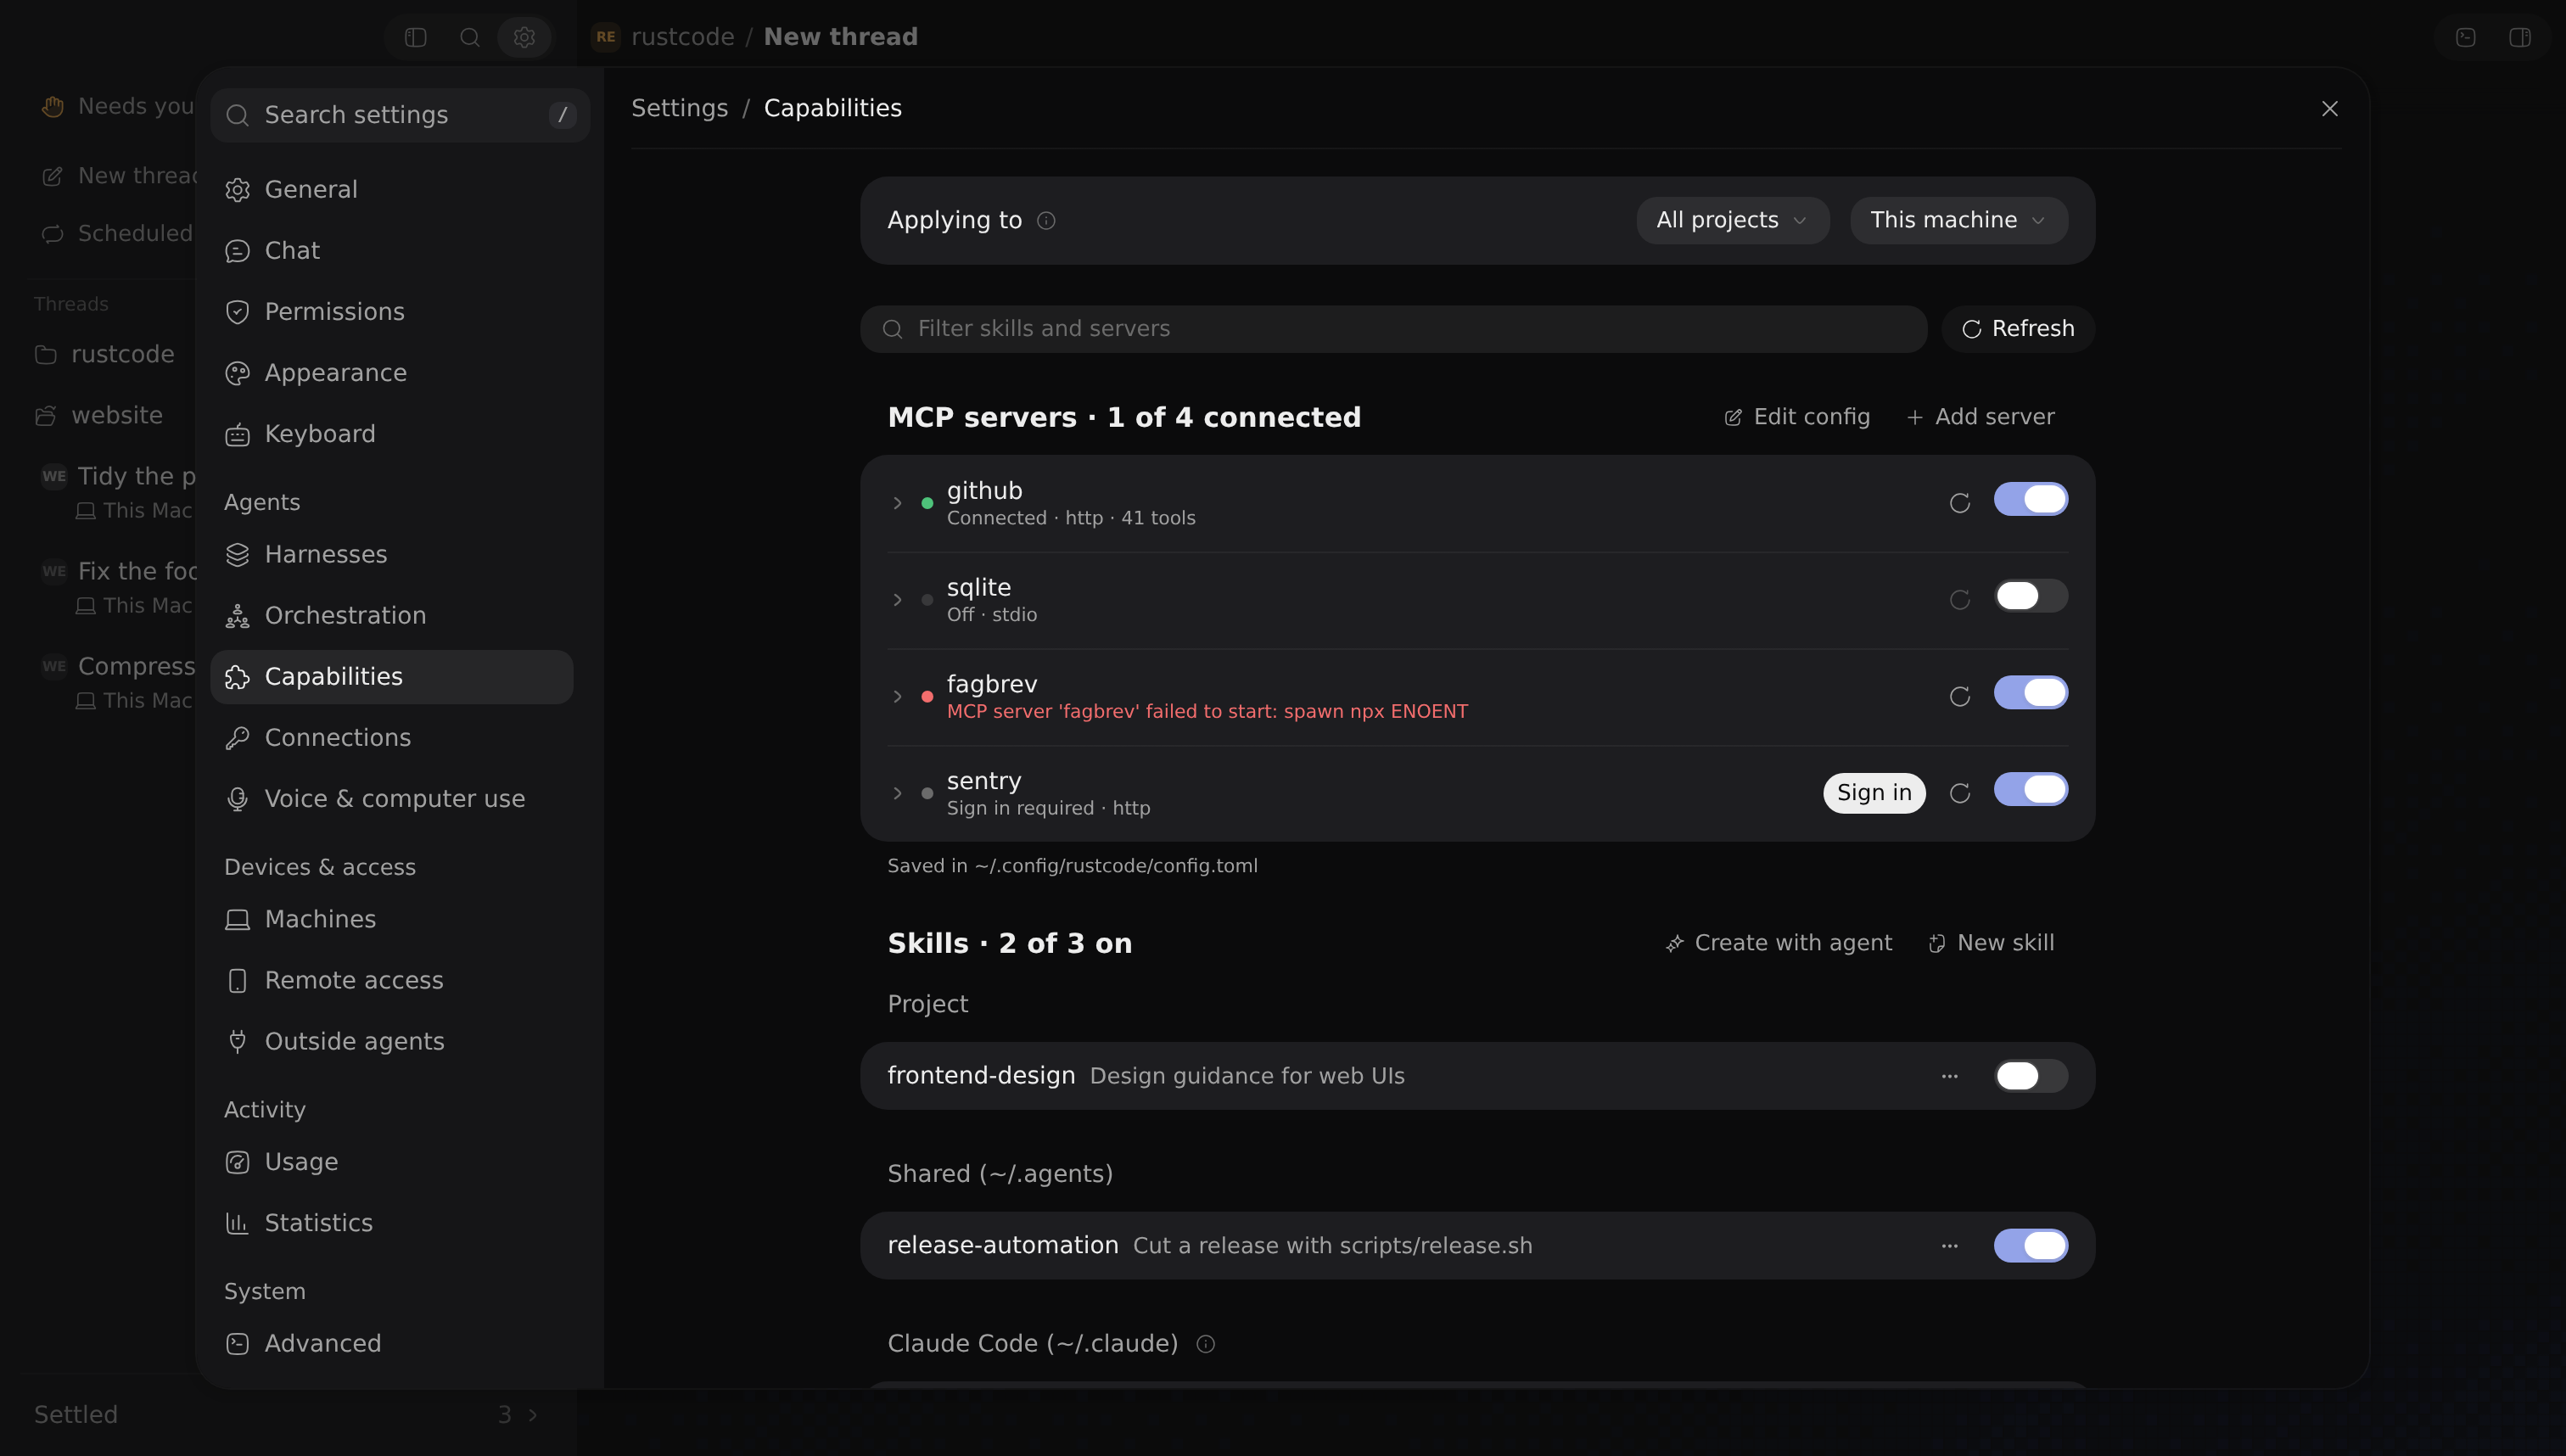 RE rustcode / New thread
Needs you
New thread
Scheduled
Threads
rustcode
website
WE Tidy the p
This Mac
WE Fix the foo
This Mac
WE Compress
This Mac
Settled 3
Search settings /
General
Chat
Permissions
Appearance
Keyboard
Agents
Harnesses
Orchestration
Capabilities
Connections
Voice & computer use
Devices & access
Machines
Remote access
Outside agents
Activity
Usage
Statistics
System
Advanced
Settings / Capabilities
Applying to All projects This machine
Filter skills and servers Refresh
MCP servers · 1 of 4 connected Edit config Add server
github
Connected · http · 41 tools
sqlite
Off · stdio
fagbrev
MCP server 'fagbrev' failed to start: spawn npx ENOENT
sentry
Sign in required · http
Sign in
Saved in ~/.config/rustcode/config.toml
Skills · 2 of 3 on Create with agent New skill
Project
frontend-design Design guidance for web UIs
Shared (~/.agents)
release-automation Cut a release with scripts/release.sh
Claude Code (~/.claude)